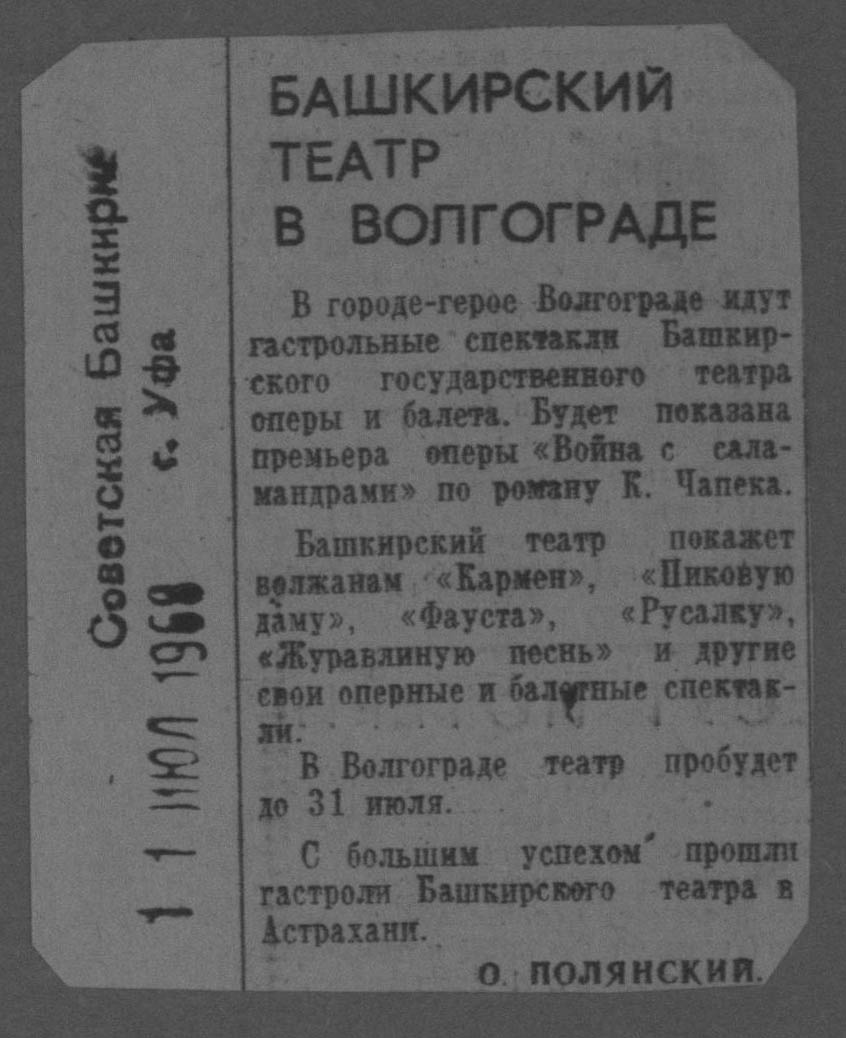 Советская Башкирия
г. Уфа
11 ИЮЛ 1968
БАШКИРСКИЙ
ТЕАТР
В ВОЛГОГРАДЕ
В городе-герое Волгограде идут
гастрольные спектакли Башкир-
ского государственного театра
оперы и балета. Будет показана
премьера оперы «Война с сала-
мандрами» по роману К. Чапека.
Башкирский театр покажет
волжанам «Кармен», «Пиковую
даму», «Фауста», «Русалку»,
«Журавлиную песнь» и другие
свои оперные и балетные спектак-
ли.
В Волгограде театр пробудет
до 31 июля.
С большим успехом прошли
гастроли Башкирского театра в
Астрахани.
О. ПОЛЯНСКИЙ.